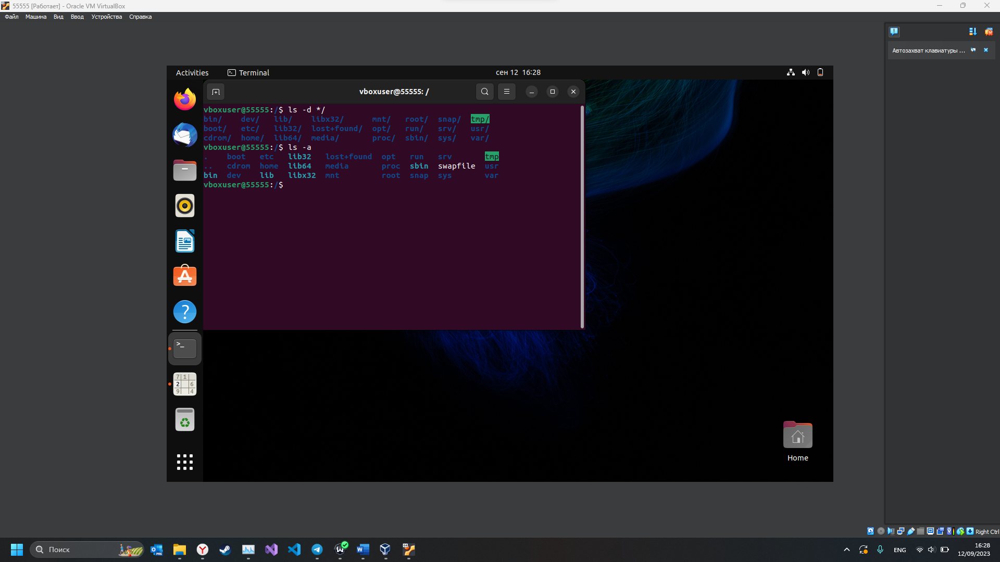 55555 [Работает] - Oracle VM VirtualBox
Файл Машина Вид Ввод Устройства Справка
Автозахват клавиатуры ...
Activities Terminal сен 12 16:28
vboxuser@55555: /
vboxuser@55555:/$ ls -d */
bin/ dev/ lib/ libx32/ mnt/ root/ snap/ tmp/
boot/ etc/ lib32/ lost+found/ opt/ run/ srv/ usr/
cdrom/ home/ lib64/ media/ proc/ sbin/ sys/ var/
vboxuser@55555:/$ ls -a
. boot etc lib32 lost+found opt run srv tmp
.. cdrom home lib64 media proc sbin swapfile usr
bin dev lib libx32 mnt root snap sys var
vboxuser@55555:/$
>_
7 1
2 6
9 4
Home
Right Ctrl
Поиск
PRE
ENG
16:28
12/09/2023